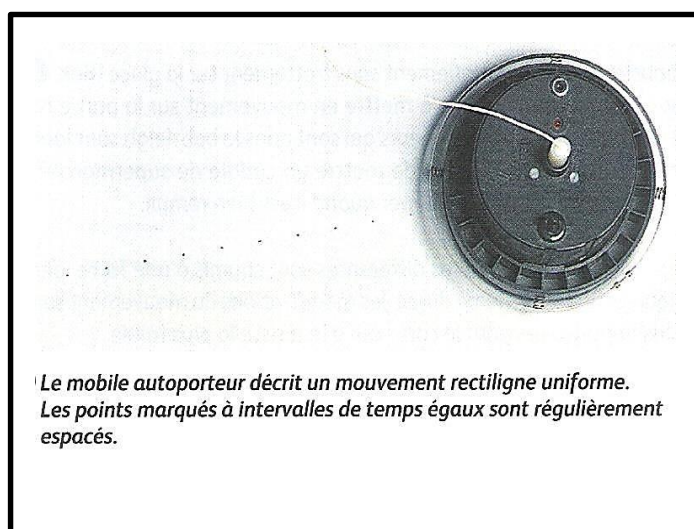 Le mobile autoporteur décrit un mouvement rectiligne uniforme.
Les points marqués à intervalles de temps égaux sont régulièrement
espacés.